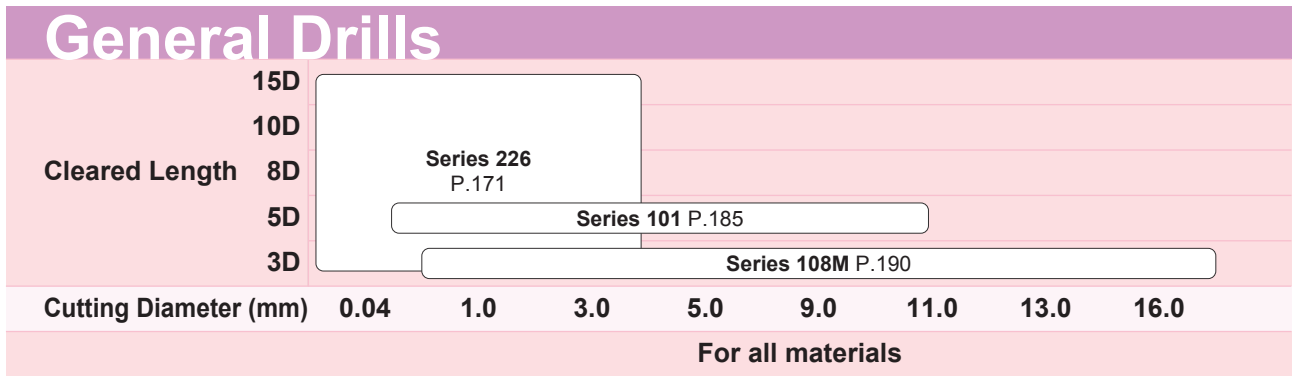 General Drills
15D
10D
Cleared Length 8D
Series 226
P.171
5D
Series 101 P.185
3D
Series 108M P.190
Cutting Diameter (mm) 0.04 1.0 3.0 5.0 9.0 11.0 13.0 16.0
For all materials